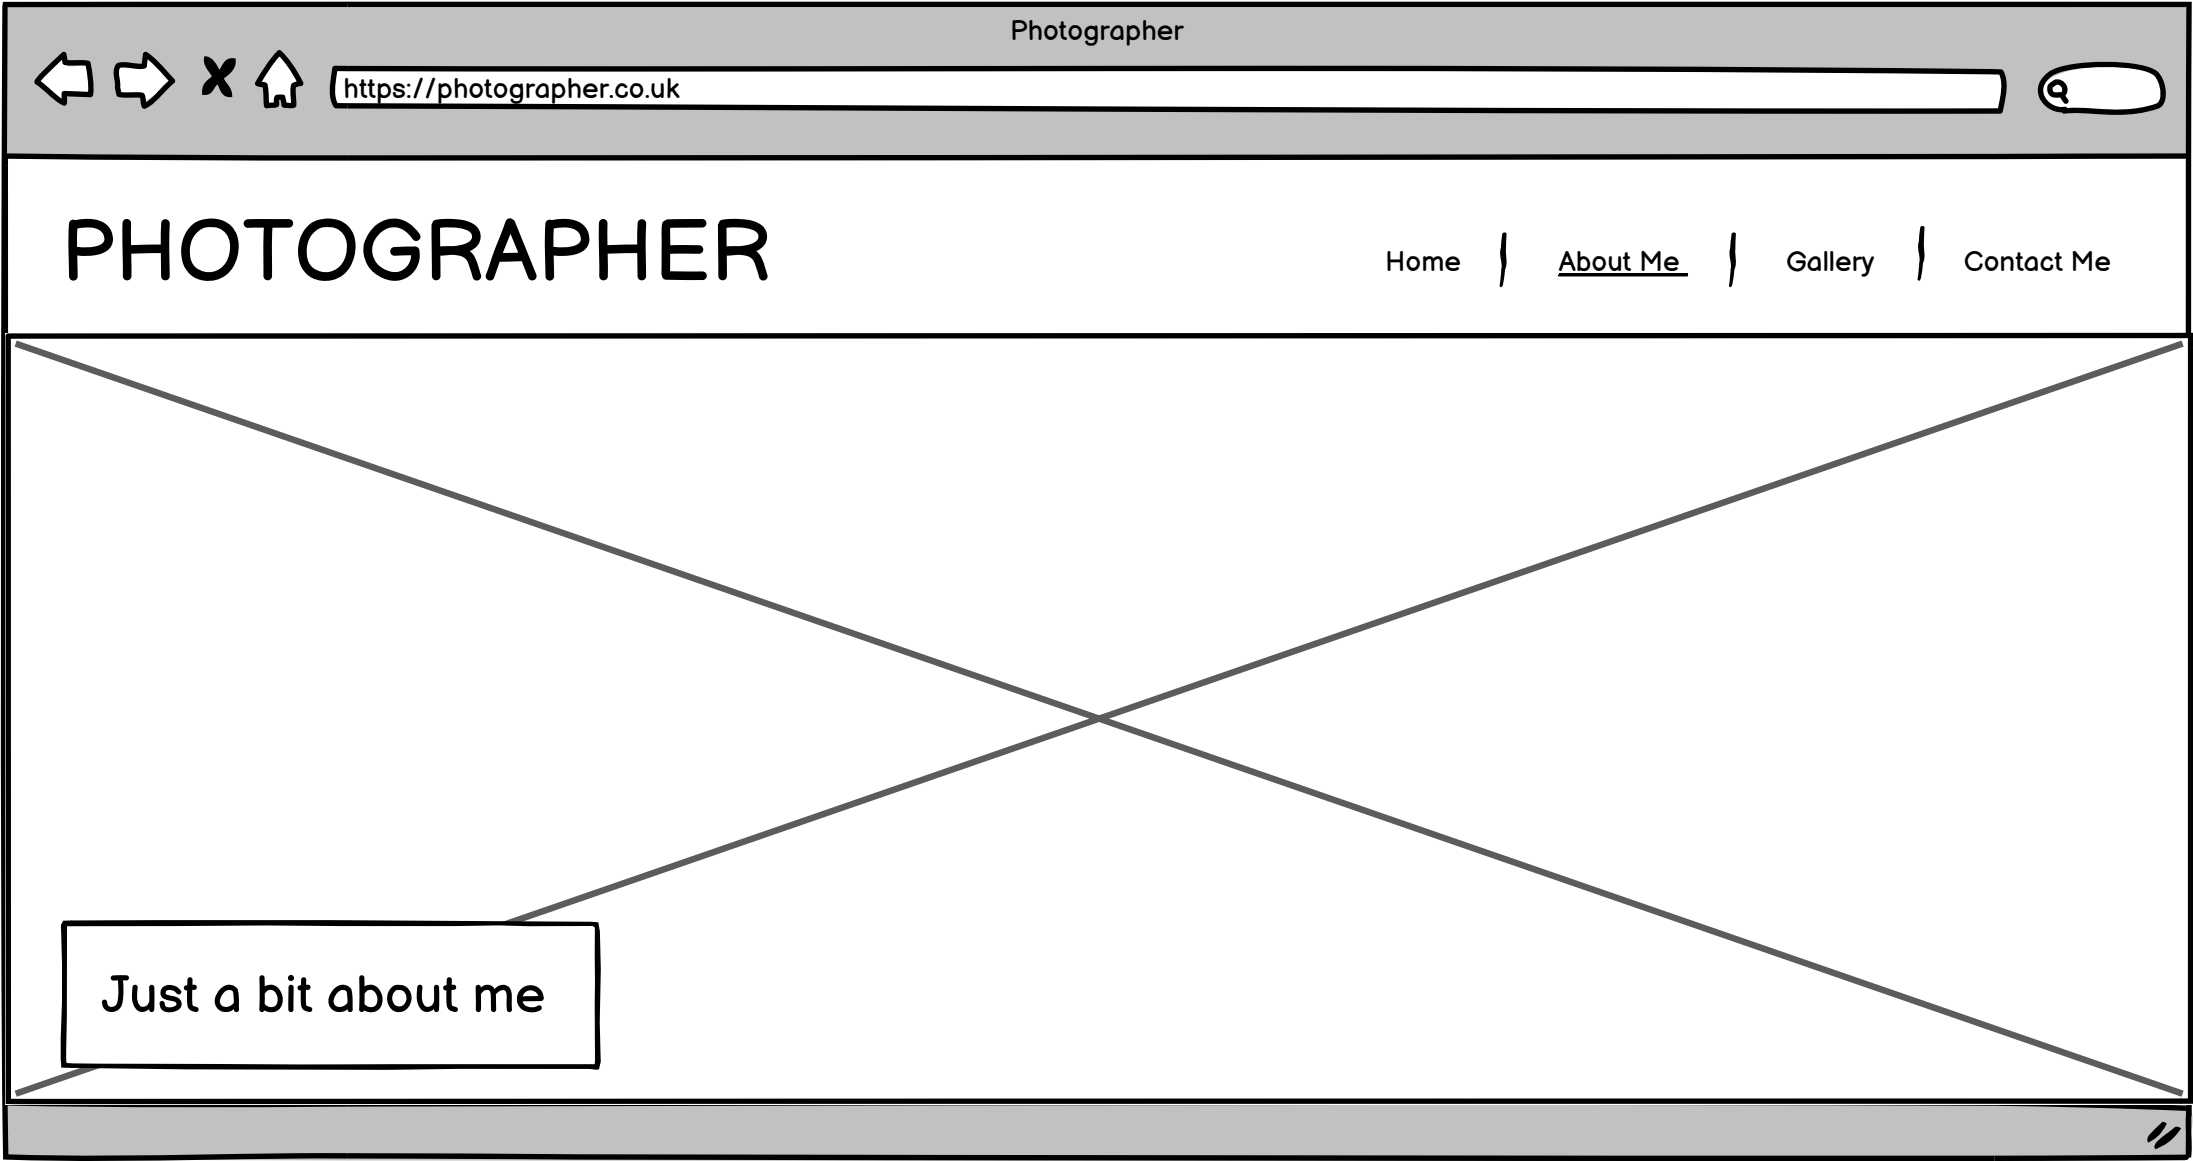 Photographer
https://photographer.co.uk
PHOTOGRAPHER
Home | About Me | Gallery | Contact Me
Just a bit about me